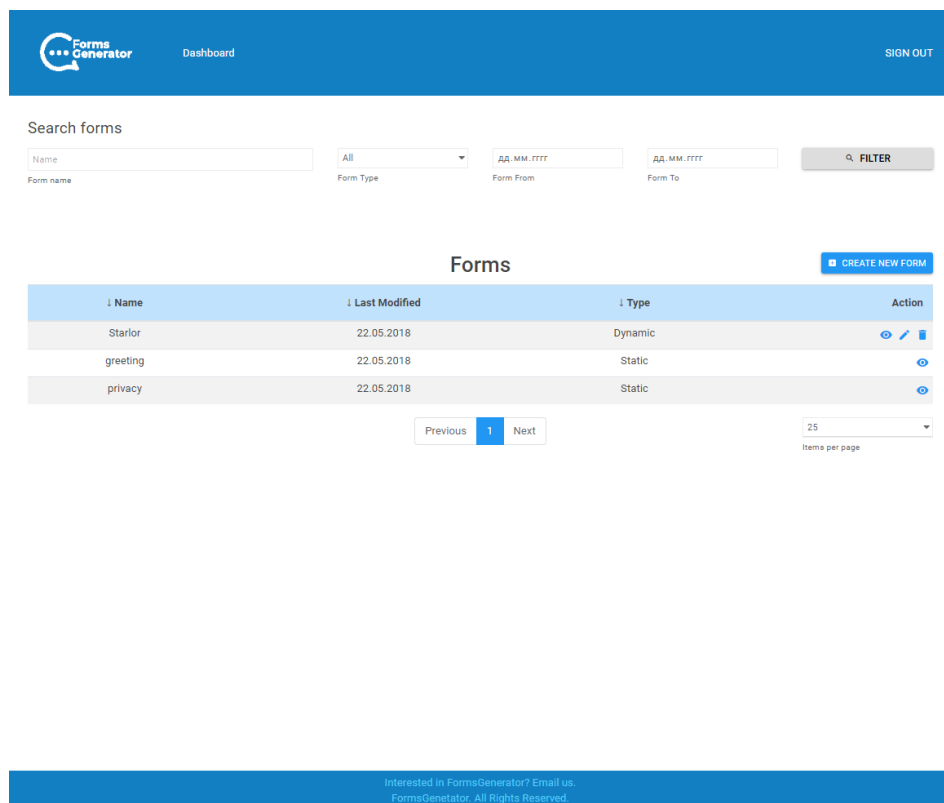 Forms
Generator
Dashboard
SIGN OUT
Search forms
Name
All
дд.мм.гггг
дд.мм.гггг
FILTER
Form name
Form Type
Form From
Form To
Forms
CREATE NEW FORM
↓ Name ↓ Last Modified ↓ Type Action
Starlor 22.05.2018 Dynamic
greeting 22.05.2018 Static
privacy 22.05.2018 Static
Previous 1 Next
25
Items per page
Interested in FormsGenerator? Email us.
FormsGenetator. All Rights Reserved.